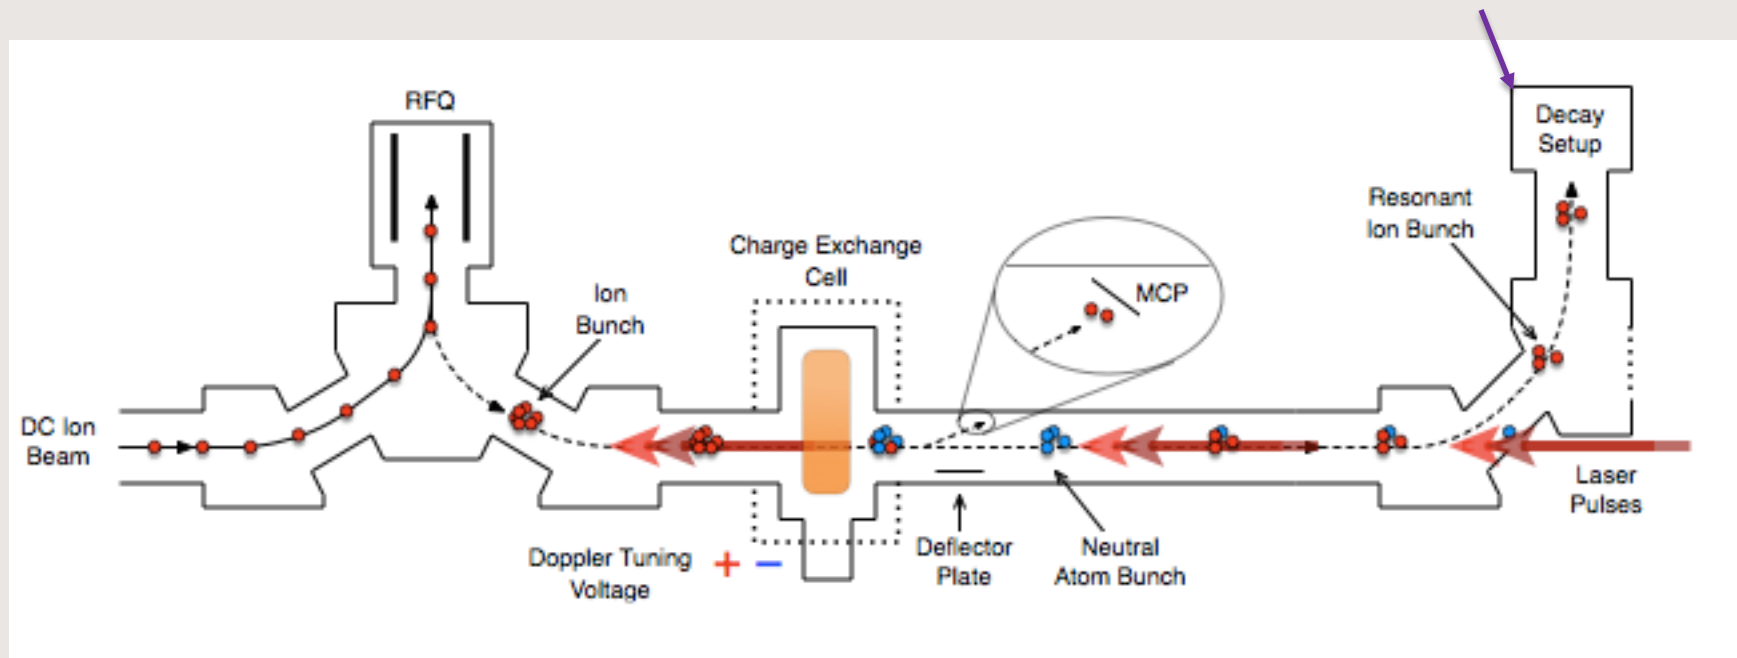 RFQ
Decay
Setup
Resonant
Ion Bunch
Charge Exchange
Cell
Ion
Bunch
MCP
DC Ion
Beam
Laser
Pulses
Doppler Tuning
Voltage
+ −
Deflector
Plate
Neutral
Atom Bunch